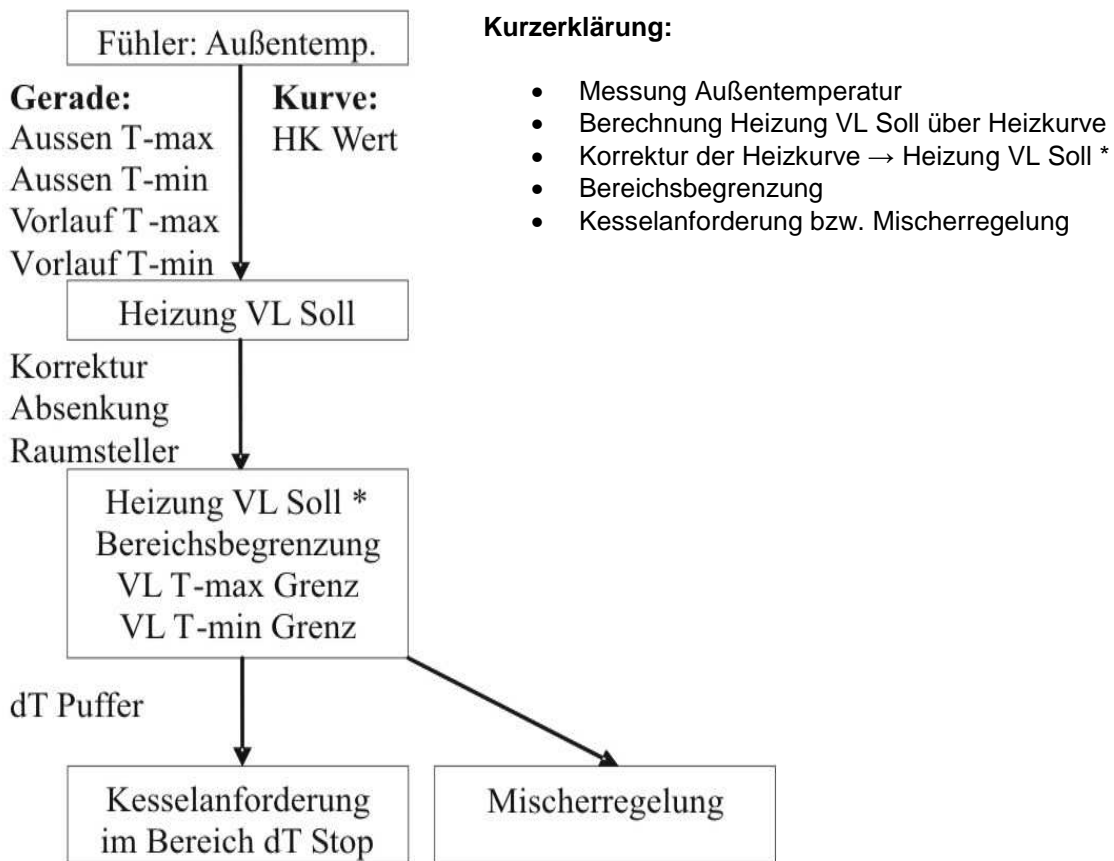 Fühler: Außentemp.
Gerade:
Aussen T-max
Aussen T-min
Vorlauf T-max
Vorlauf T-min
Kurve:
HK Wert
Heizung VL Soll
Korrektur
Absenkung
Raumsteller
Heizung VL Soll *
Bereichsbegrenzung
VL T-max Grenz
VL T-min Grenz
dT Puffer
Kesselanforderung
im Bereich dT Stop
Mischerregelung
Kurzerklärung:
• Messung Außentemperatur
• Berechnung Heizung VL Soll über Heizkurve
• Korrektur der Heizkurve → Heizung VL Soll *
• Bereichsbegrenzung
• Kesselanforderung bzw. Mischerregelung